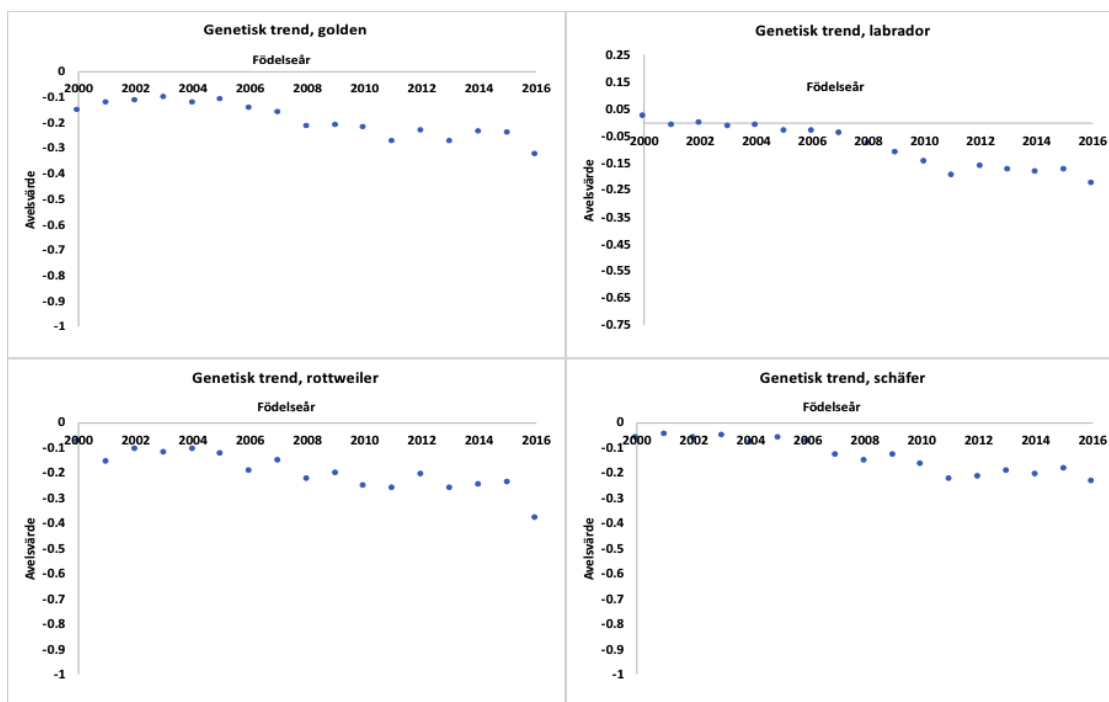 Genetisk trend, golden
Födelseår
0
2000 2002 2004 2006 2008 2010 2012 2014 2016
-0.1
-0.2
-0.3
-0.4
-0.5
-0.6
-0.7
-0.8
-0.9
-1
Avelsvärde
Genetisk trend, labrador
0.25
0.15
Födelseår
0.05
-0.05
2000 2002 2004 2006 2008 2010 2012 2014 2016
-0.15
-0.25
-0.35
-0.45
-0.55
-0.65
-0.75
Avelsvärde
Genetisk trend, rottweiler
Födelseår
0
2000 2002 2004 2006 2008 2010 2012 2014 2016
-0.1
-0.2
-0.3
-0.4
-0.5
-0.6
-0.7
-0.8
-0.9
-1
Avelsvärde
Genetisk trend, schäfer
Födelseår
0
2000 2002 2004 2006 2008 2010 2012 2014 2016
-0.1
-0.2
-0.3
-0.4
-0.5
-0.6
-0.7
-0.8
-0.9
-1
Avelsvärde